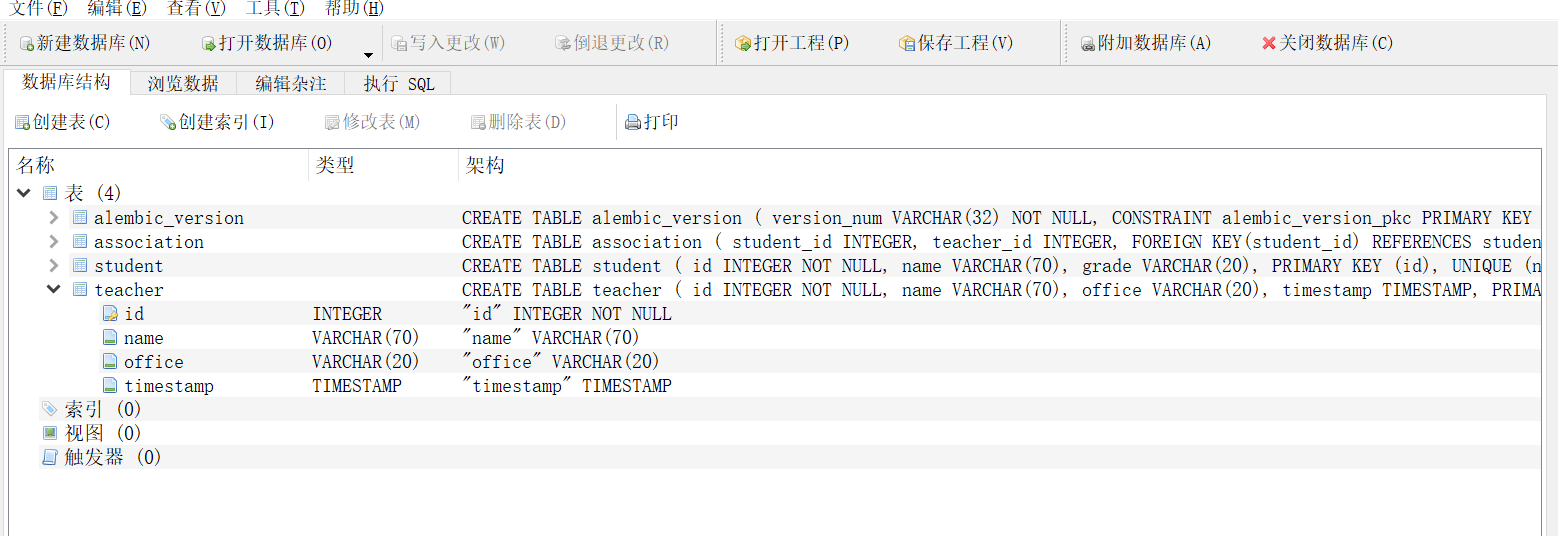 文件(F) 编辑(E) 查看(V) 工具(T) 帮助(H)
新建数据库(N) 打开数据库(O) 写入更改(W) 倒退更改(R) 打开工程(P) 保存工程(V) 附加数据库(A) 关闭数据库(C)
数据库结构 浏览数据 编辑杂注 执行 SQL
创建表(C) 创建索引(I) 修改表(M) 删除表(D) 打印
名称 类型 架构
表 (4)
alembic_version CREATE TABLE alembic_version ( version_num VARCHAR(32) NOT NULL, CONSTRAINT alembic_version_pkc PRIMARY KEY
association CREATE TABLE association ( student_id INTEGER, teacher_id INTEGER, FOREIGN KEY(student_id) REFERENCES studen
student CREATE TABLE student ( id INTEGER NOT NULL, name VARCHAR(70), grade VARCHAR(20), PRIMARY KEY (id), UNIQUE (n
teacher CREATE TABLE teacher ( id INTEGER NOT NULL, name VARCHAR(70), office VARCHAR(20), timestamp TIMESTAMP, PRIMA
id INTEGER "id" INTEGER NOT NULL
name VARCHAR(70) "name" VARCHAR(70)
office VARCHAR(20) "office" VARCHAR(20)
timestamp TIMESTAMP "timestamp" TIMESTAMP
索引 (0)
视图 (0)
触发器 (0)